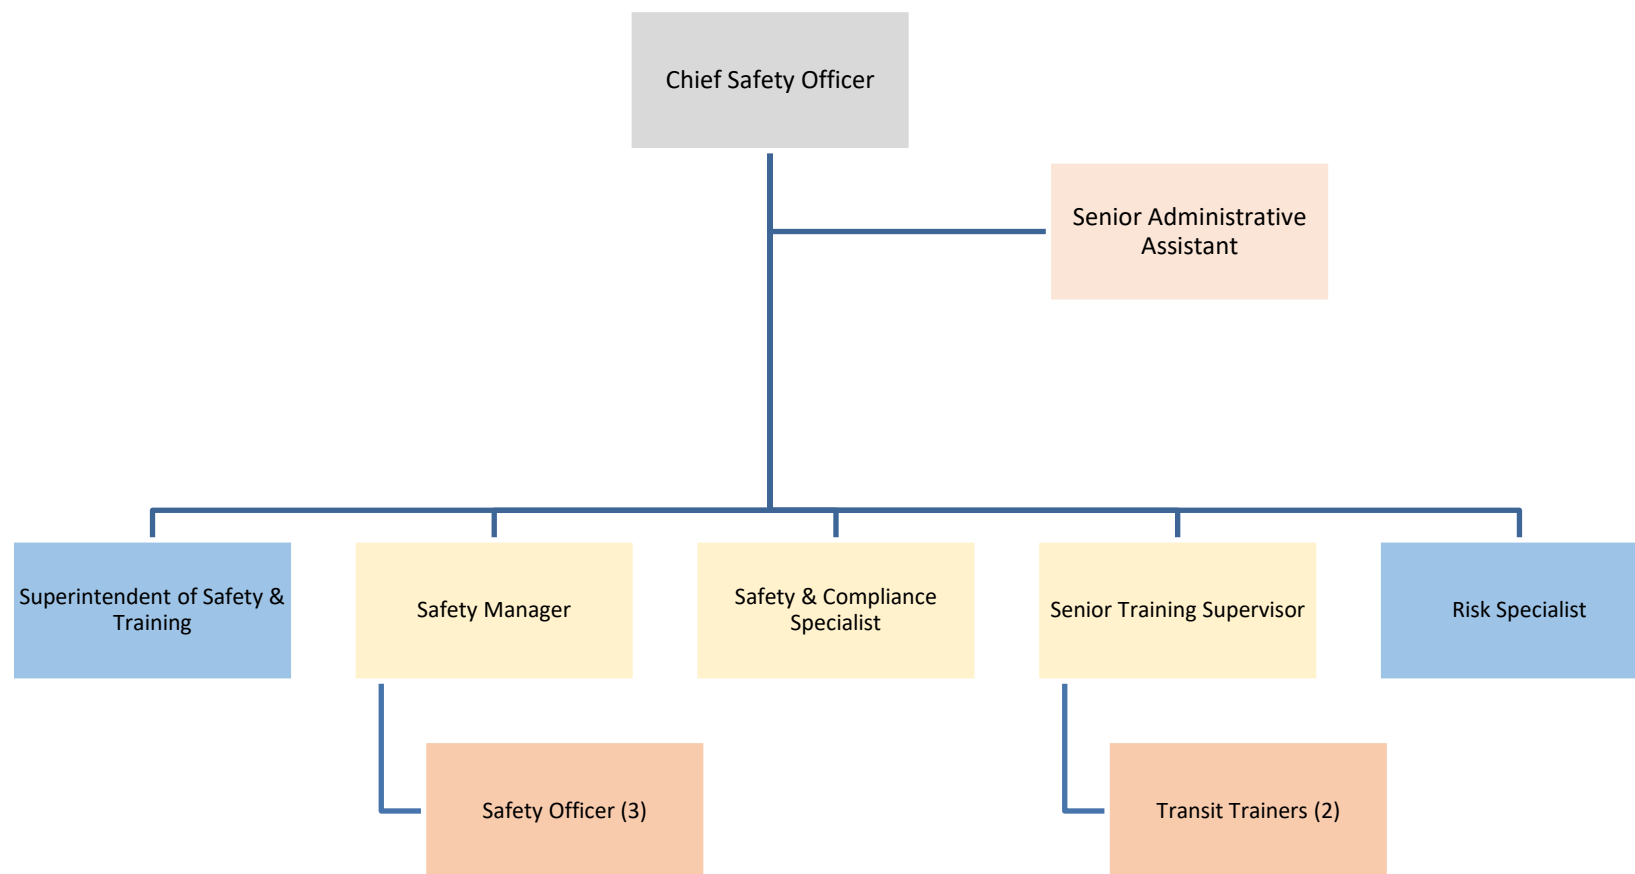 Chief Safety Officer
Senior Administrative
Assistant
Superintendent of Safety &
Training
Safety Manager
Safety & Compliance
Specialist
Senior Training Supervisor
Risk Specialist
Safety Officer (3)
Transit Trainers (2)